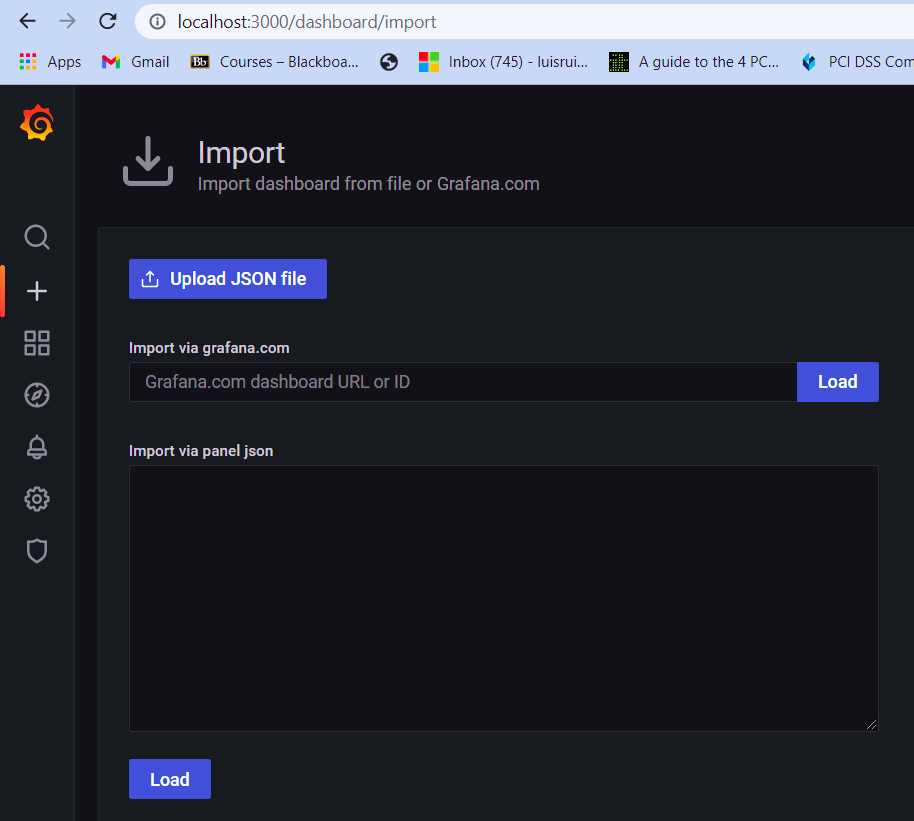 localhost:3000/dashboard/import
Apps Gmail Bb Courses – Blackboa... Inbox (745) - luisrui... A guide to the 4 PC... PCI DSS Com
Import
Import dashboard from file or Grafana.com
Upload JSON file
Import via grafana.com
Grafana.com dashboard URL or ID Load
Import via panel json
Load